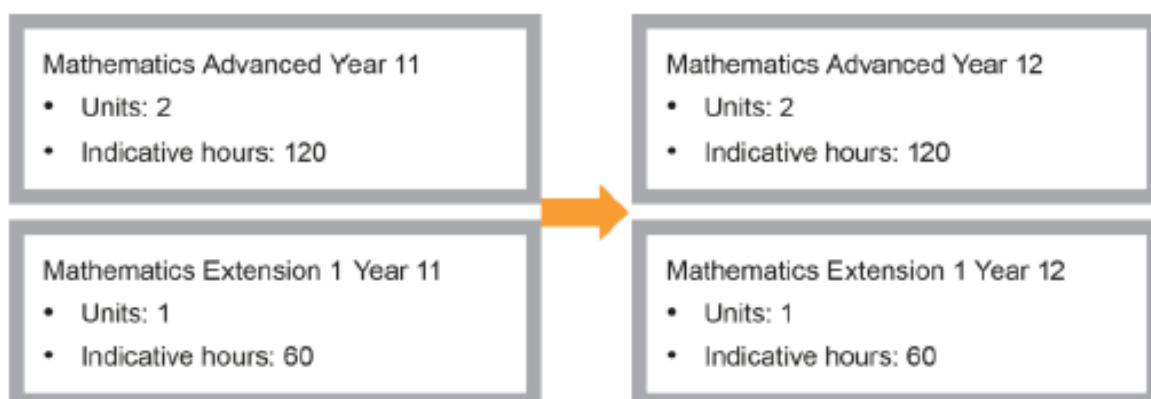 Mathematics Advanced Year 11
• Units: 2
• Indicative hours: 120
Mathematics Advanced Year 12
• Units: 2
• Indicative hours: 120
Mathematics Extension 1 Year 11
• Units: 1
• Indicative hours: 60
Mathematics Extension 1 Year 12
• Units: 1
• Indicative hours: 60